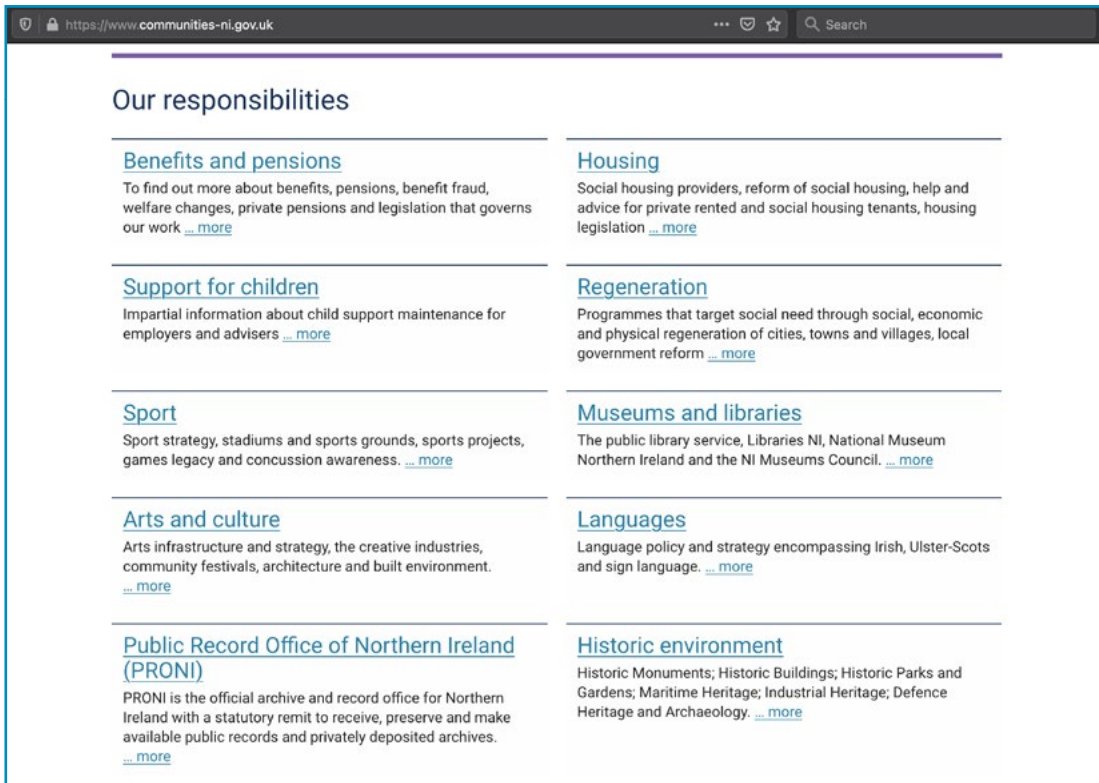 https://www.communities-ni.gov.uk
Search
Our responsibilities
Benefits and pensions
To find out more about benefits, pensions, benefit fraud,
welfare changes, private pensions and legislation that governs
our work ... more
Housing
Social housing providers, reform of social housing, help and
advice for private rented and social housing tenants, housing
legislation ... more
Support for children
Impartial information about child support maintenance for
employers and advisers ... more
Regeneration
Programmes that target social need through social, economic
and physical regeneration of cities, towns and villages, local
government reform ... more
Sport
Sport strategy, stadiums and sports grounds, sports projects,
games legacy and concussion awareness. ... more
Museums and libraries
The public library service, Libraries NI, National Museum
Northern Ireland and the NI Museums Council. ... more
Arts and culture
Arts infrastructure and strategy, the creative industries,
community festivals, architecture and built environment.
... more
Languages
Language policy and strategy encompassing Irish, Ulster-Scots
and sign language. ... more
Public Record Office of Northern Ireland
(PRONI)
PRONI is the official archive and record office for Northern
Ireland with a statutory remit to receive, preserve and make
available public records and privately deposited archives.
... more
Historic environment
Historic Monuments; Historic Buildings; Historic Parks and
Gardens; Maritime Heritage; Industrial Heritage; Defence
Heritage and Archaeology. ... more